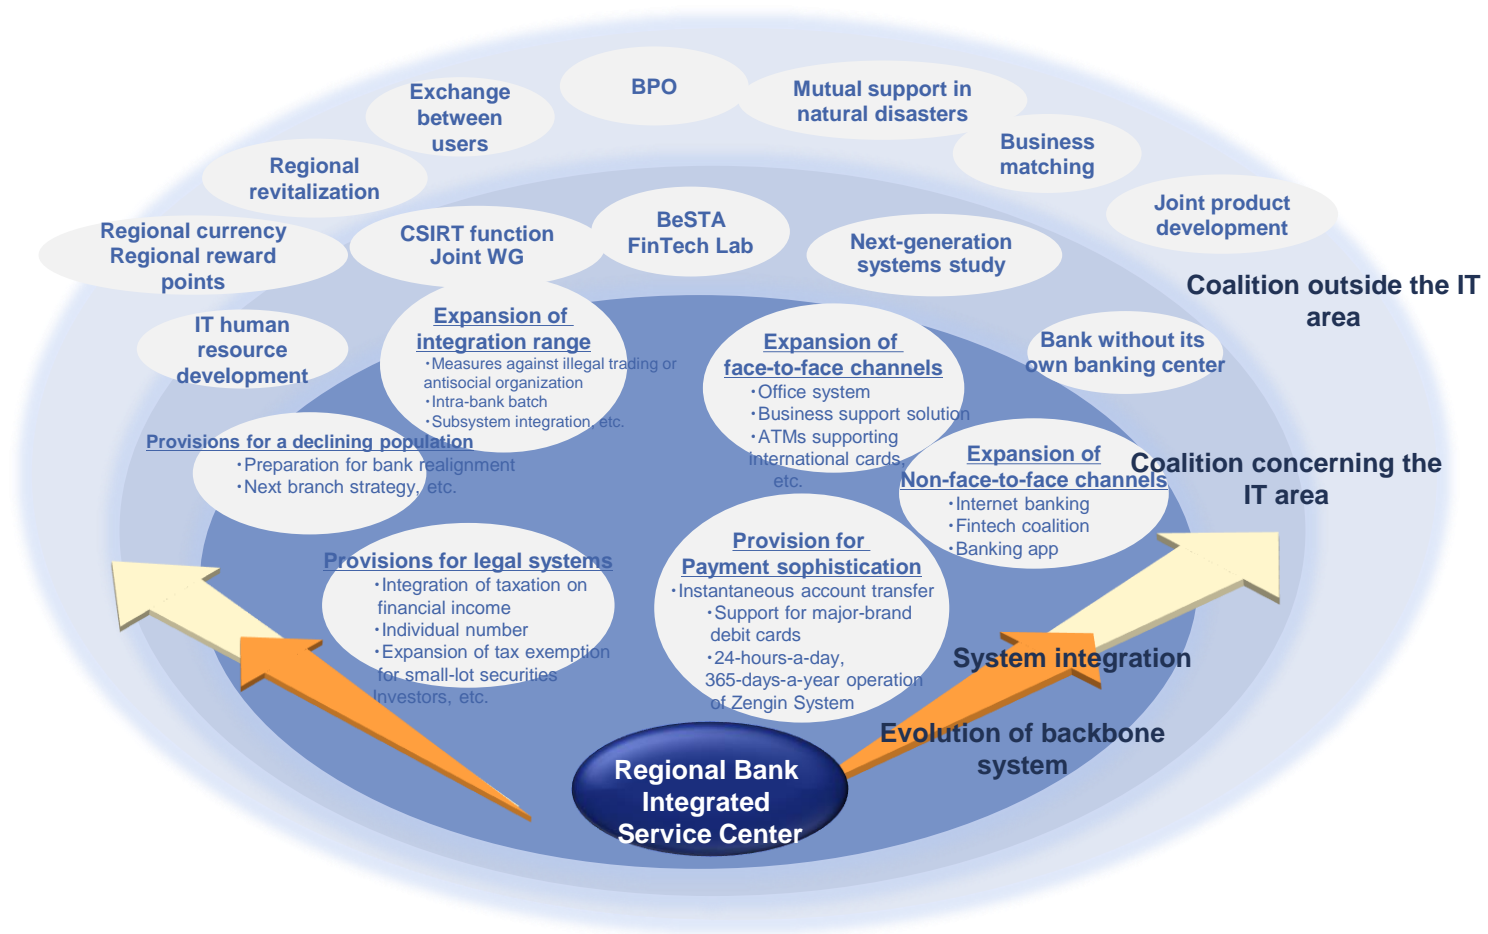 BPO
Mutual support in
natural disasters
Exchange
between
users
Business
matching
Regional
revitalization
Joint product
development
Regional currency
Regional reward
points
CSIRT function
Joint WG
BeSTA
FinTech Lab
Next-generation
systems study
Coalition outside the IT
area
IT human
resource
development
Expansion of
integration range
・Measures against illegal trading or
antisocial organization
・Intra-bank batch
・Subsystem integration, etc.
Expansion of
face-to-face channels
・Office system
・Business support solution
・ATMs supporting
international cards,
etc.
Bank without its
own banking center
Provisions for a declining population
・Preparation for bank realignment
・Next branch strategy, etc.
Expansion of
Non-face-to-face channels
・Internet banking
・Fintech coalition
・Banking app
Coalition concerning the
IT area
Provisions for legal systems
・Integration of taxation on
financial income
・Individual number
・Expansion of tax exemption
for small-lot securities
Investors, etc.
Provision for
Payment sophistication
・Instantaneous account transfer
・Support for major-brand
debit cards
・24-hours-a-day,
365-days-a-year operation
of Zengin System
System integration
Evolution of backbone
system
Regional Bank
Integrated
Service Center